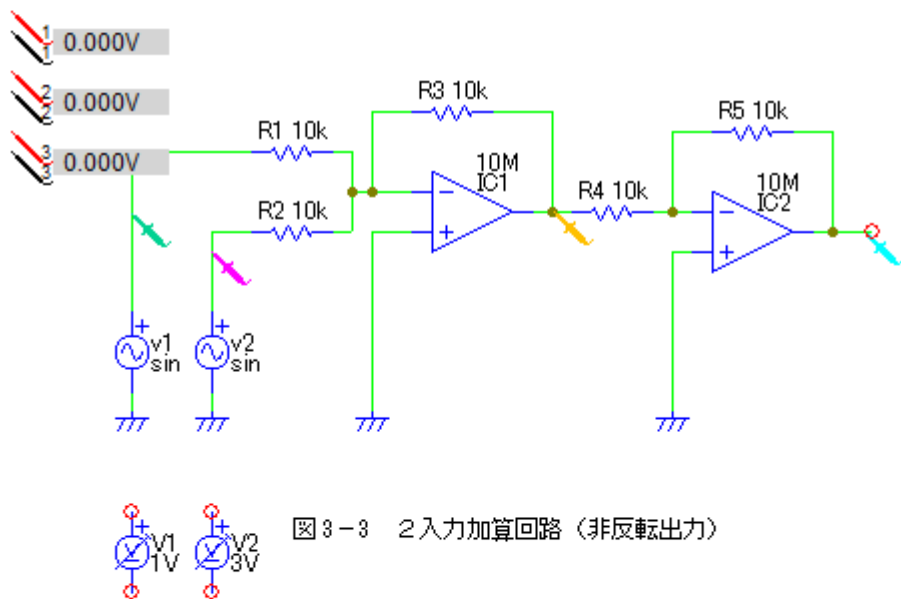 1
1
0.000V
2
2
0.000V
3
3
0.000V
R1 10k
R2 10k
R3 10k
10M
IC1
R4 10k
R5 10k
10M
IC2
v1
sin
v2
sin
V1
1V
V2
3V
図3-3 2入力加算回路(非反転出力)